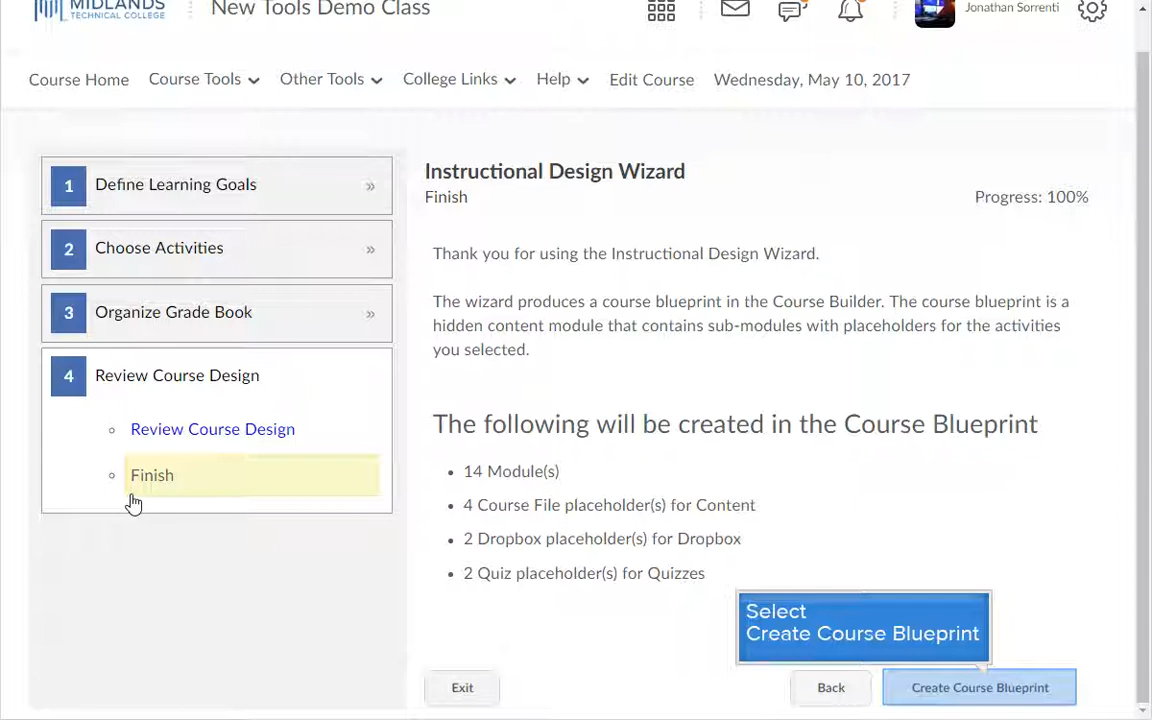 MIDLANDS
TECHNICAL COLLEGE
New Tools Demo Class
Jonathan Sorrenti
Course Home Course Tools Other Tools College Links Help Edit Course Wednesday, May 10, 2017
1 Define Learning Goals »
2 Choose Activities »
3 Organize Grade Book »
4 Review Course Design
Review Course Design
Finish
Instructional Design Wizard
Finish Progress: 100%
Thank you for using the Instructional Design Wizard.
The wizard produces a course blueprint in the Course Builder. The course blueprint is a
hidden content module that contains sub-modules with placeholders for the activities
you selected.
The following will be created in the Course Blueprint
• 14 Module(s)
• 4 Course File placeholder(s) for Content
• 2 Dropbox placeholder(s) for Dropbox
• 2 Quiz placeholder(s) for Quizzes
Select
Create Course Blueprint
Exit Back Create Course Blueprint